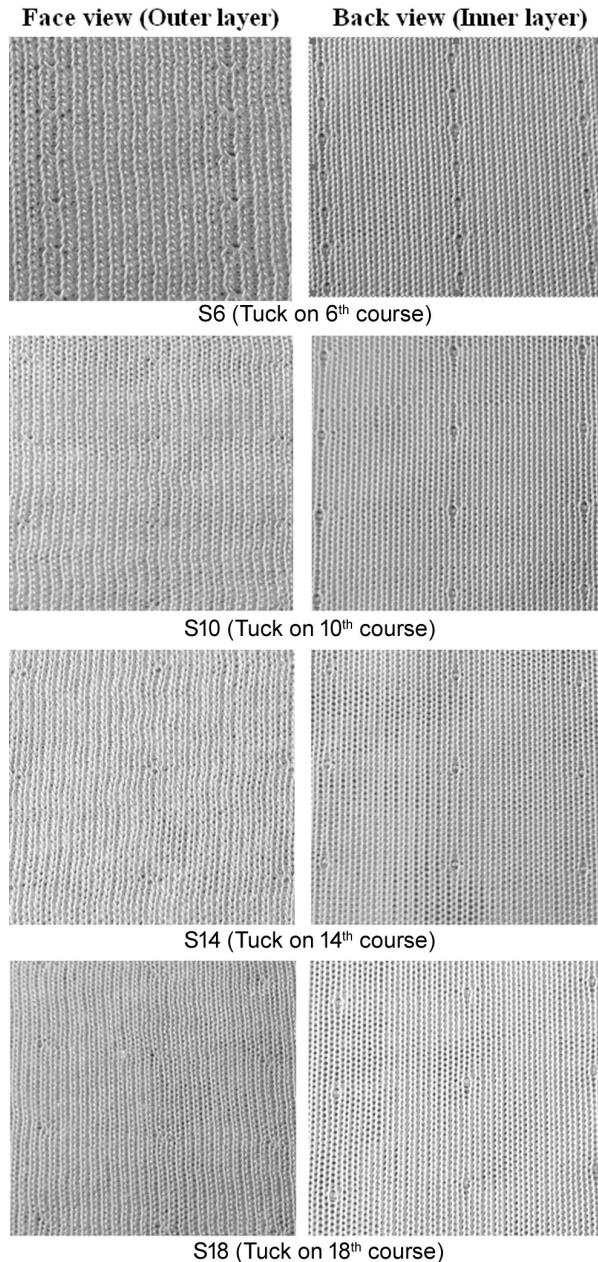 Face view (Outer layer) Back view (Inner layer)
S6 (Tuck on 6th course)
S10 (Tuck on 10th course)
S14 (Tuck on 14th course)
S18 (Tuck on 18th course)